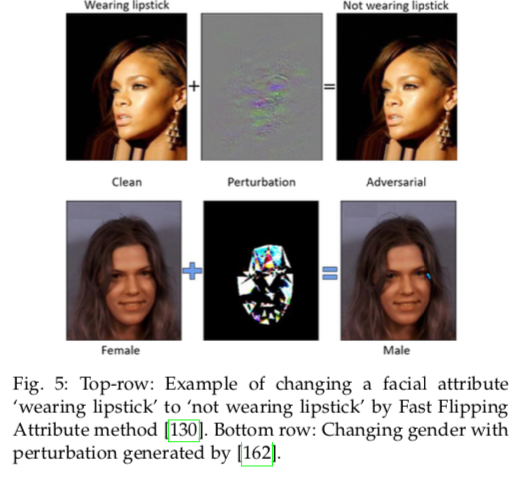 Wearing lipstick
Not wearing lipstick
+
=
Clean
Perturbation
Adversarial
Female
Male
Fig. 5: Top-row: Example of changing a facial attribute
‘wearing lipstick’ to ‘not wearing lipstick’ by Fast Flipping
Attribute method [130]. Bottom row: Changing gender with
perturbation generated by [162].